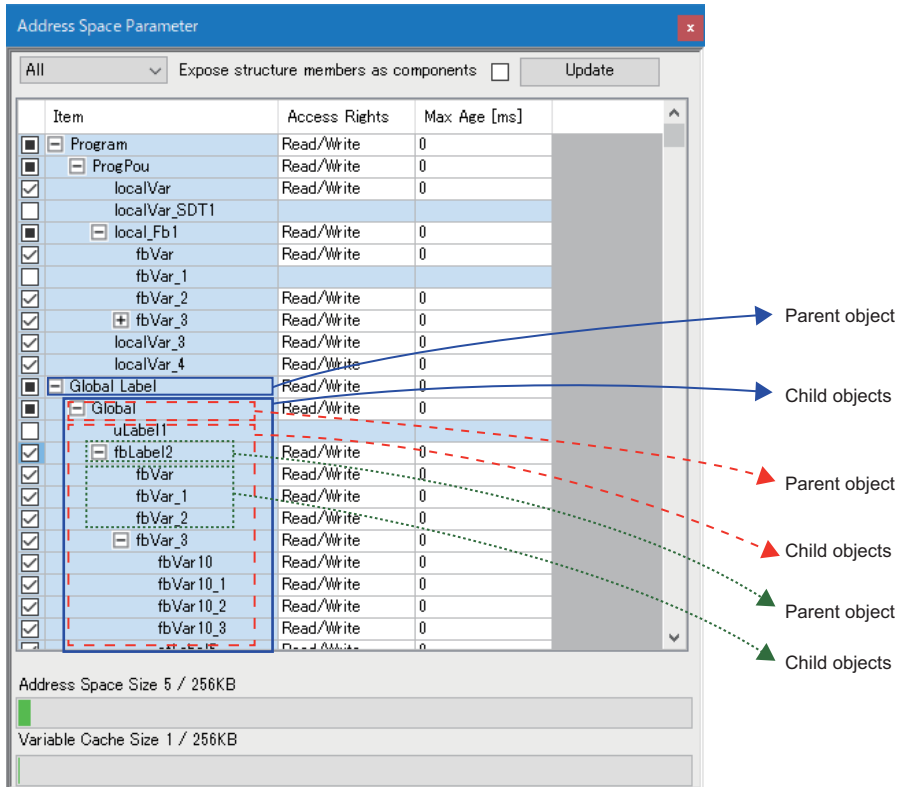 Address Space Parameter x
All Expose structure members as components Update
Item Access Rights Max Age [ms]
Program Read/Write 0
ProgPou Read/Write 0
localVar Read/Write 0
localVar_SDT1
local_Fb1 Read/Write 0
fbVar Read/Write 0
fbVar_1
fbVar_2 Read/Write 0
fbVar_3 Read/Write 0
Parent object
localVar_3 Read/Write 0
localVar_4 Read/Write 0
Global Label Read/Write 0
Child objects
Global Read/Write 0
uLabel1
fbLabel2 Read/Write 0
fbVar Read/Write 0
Parent object
fbVar_1 Read/Write 0
fbVar_2 Read/Write 0
fbVar_3 Read/Write 0
Child objects
fbVar10 Read/Write 0
fbVar10_1 Read/Write 0
fbVar10_2 Read/Write 0
Parent object
fbVar10_3 Read/Write 0
Read/Write 0
Child objects
Address Space Size 5 / 256KB
Variable Cache Size 1 / 256KB